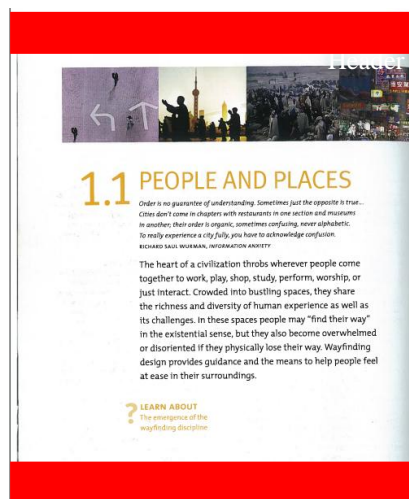 Header
1.1 PEOPLE AND PLACES
Order is no guarantee of understanding. Sometimes just the opposite is true...
Cities don't come in chapters with restaurants in one section and museums
in another; their order is organic, sometimes confusing, never alphabetic.
To really experience a city fully, you have to acknowledge confusion.
RICHARD SAUL WURMAN, INFORMATION ANXIETY
The heart of a civilization throbs wherever people come
together to work, play, shop, study, perform, worship, or
just interact. Crowded into bustling spaces, they share
the richness and diversity of human experience as well as
its challenges. In these spaces people may “find their way”
in the existential sense, but they also become overwhelmed
or disoriented if they physically lose their way. Wayfinding
design provides guidance and the means to help people feel
at ease in their surroundings.
? LEARN ABOUT
The emergence of the
wayfinding discipline